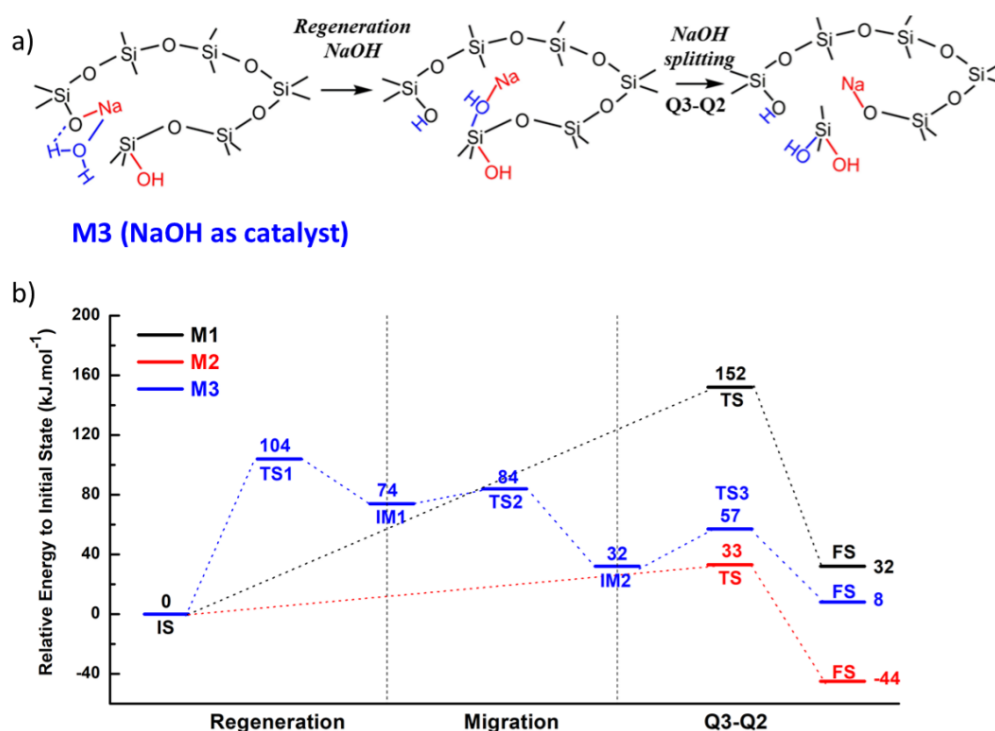 a)
Regeneration
NaOH
NaOH
splitting
Q3-Q2
Si O Si O Si O Si O Si O Si O Na H O H OH
Si O Si O Si O Si O Si O Si O H Na H O OH
Si O Si O Si O Si O Si O H Na O Si HO OH
M3 (NaOH as catalyst)
b)
Relative Energy to Initial State (kJ.mol⁻¹)
200
160
120
80
40
0
-40
M1
M2
M3
0
IS
104
TS1
74
IM1
84
TS2
32
IM2
152
TS
TS3
57
33
TS
FS 32
FS 8
FS -44
Regeneration Migration Q3-Q2